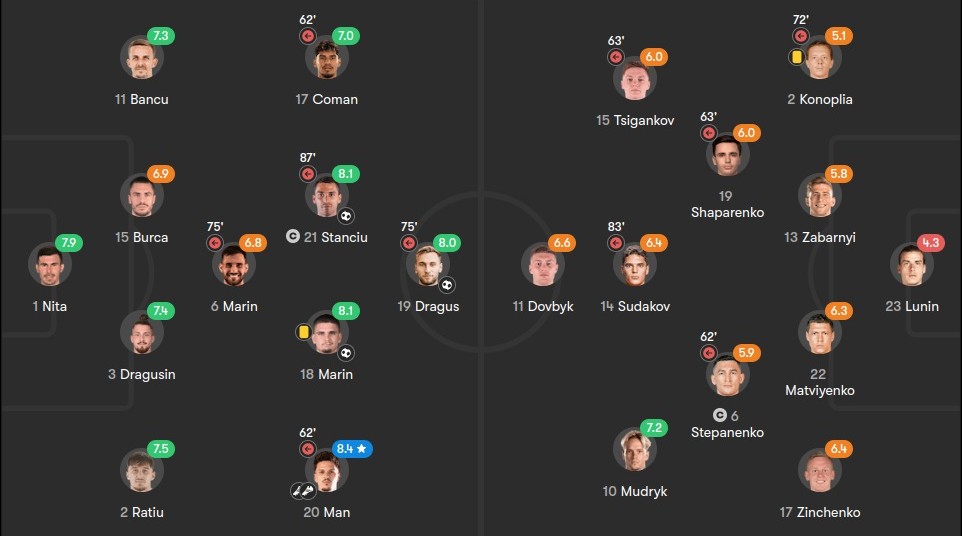 62'
7.3
7.0
11 Bancu
17 Coman
87'
6.9
8.1
15 Burca
C 21 Stanciu
75'
75'
7.9
6.8
8.0
1 Nita
6 Marin
19 Dragus
7.4
8.1
3 Dragusin
18 Marin
62'
7.5
8.4
2 Ratiu
20 Man
72'
63'
5.1
6.0
2 Konoplia
15 Tsigankov
63'
6.0
5.8
19
Shaparenko
13 Zabarnyi
83'
6.6
6.4
4.3
11 Dovbyk
14 Sudakov
23 Lunin
62'
6.3
5.9
22
Matviyenko
C 6
Stepanenko
7.2
6.4
10 Mudryk
17 Zinchenko